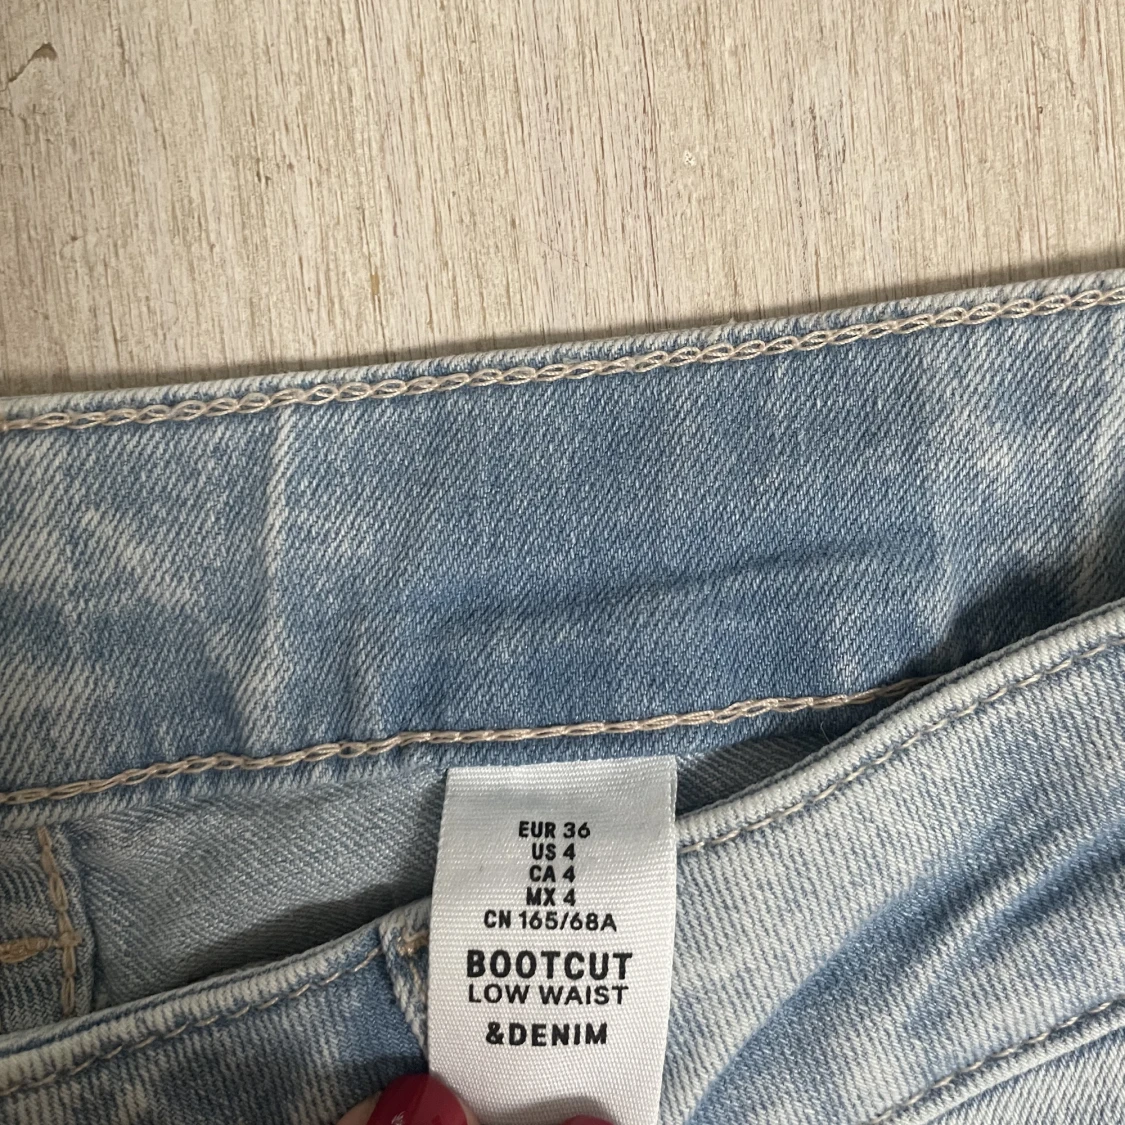 EUR 36
US 4
CA 4
MX 4
CN 165/68A
BOOTCUT
LOW WAIST
&DENIM